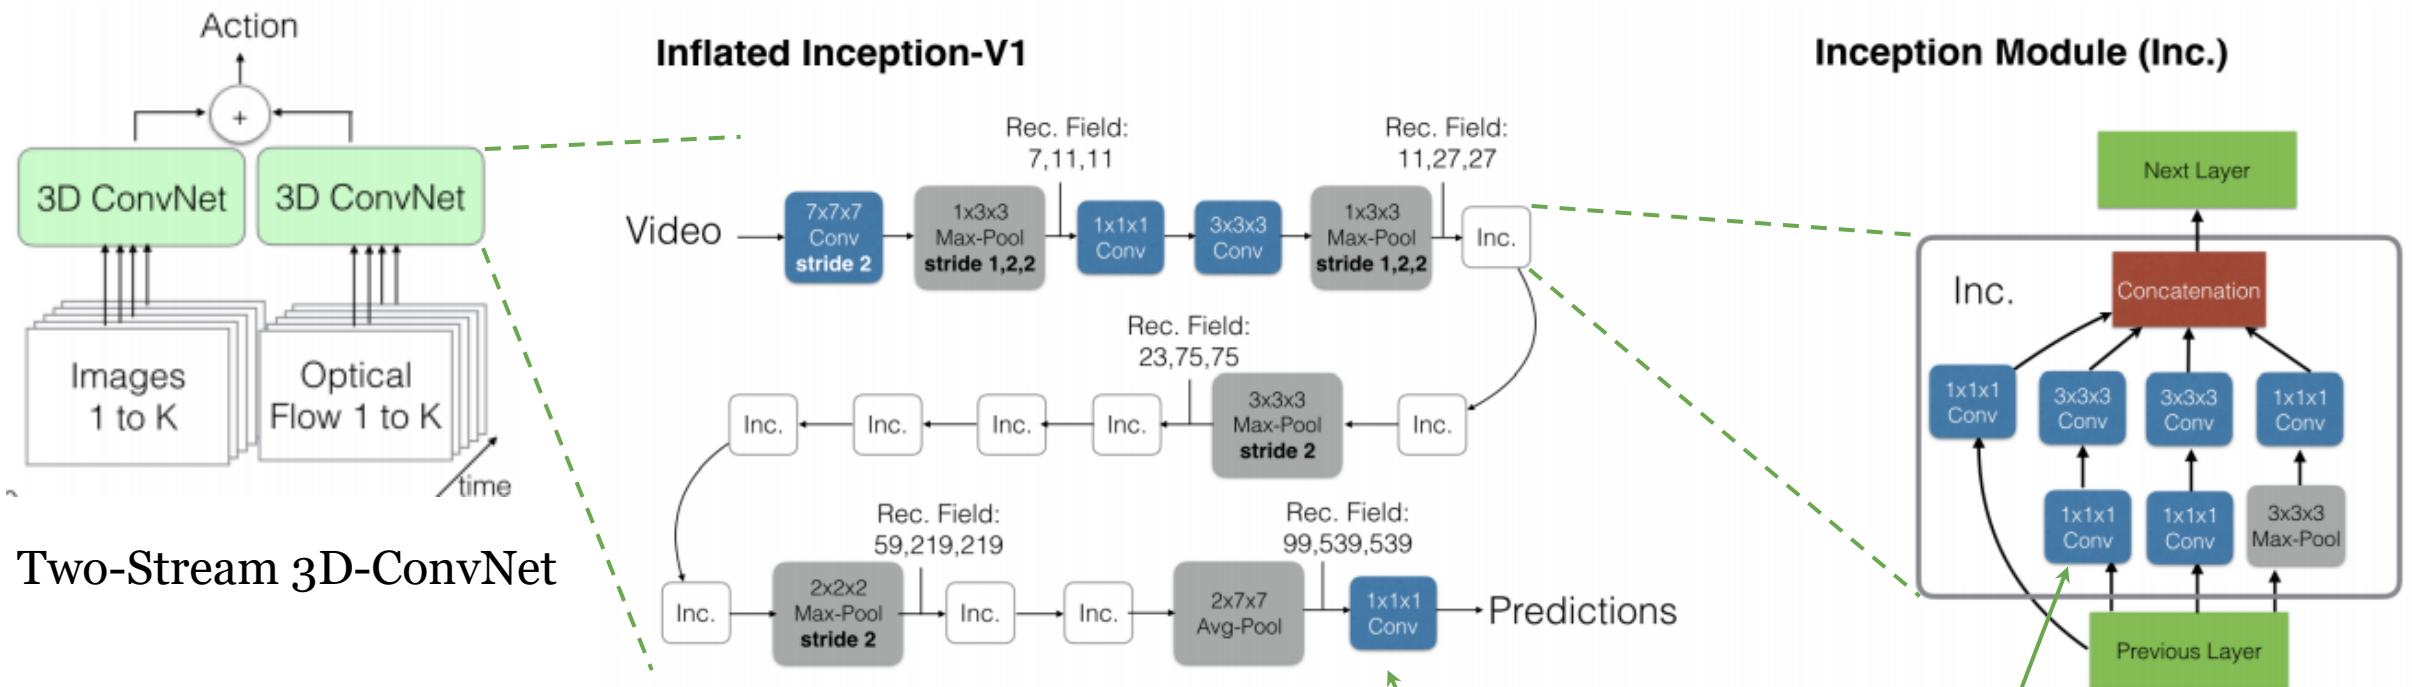 Action
+
3D ConvNet
3D ConvNet
Images
1 to K
Optical
Flow 1 to K
time
Two-Stream 3D-ConvNet
Inflated Inception-V1
Rec. Field:
7,11,11
Rec. Field:
11,27,27
Video
7x7x7
Conv
stride 2
1x3x3
Max-Pool
stride 1,2,2
1x1x1
Conv
3x3x3
Conv
1x3x3
Max-Pool
stride 1,2,2
Inc.
Rec. Field:
23,75,75
Inc.
Inc.
Inc.
Inc.
3x3x3
Max-Pool
stride 2
Inc.
Rec. Field:
59,219,219
Rec. Field:
99,539,539
Inc.
2x2x2
Max-Pool
stride 2
Inc.
Inc.
2x7x7
Avg-Pool
1x1x1
Conv
Predictions
Inception Module (Inc.)
Next Layer
Inc.
Concatenation
1x1x1
Conv
3x3x3
Conv
3x3x3
Conv
1x1x1
Conv
1x1x1
Conv
1x1x1
Conv
3x3x3
Max-Pool
Previous Layer